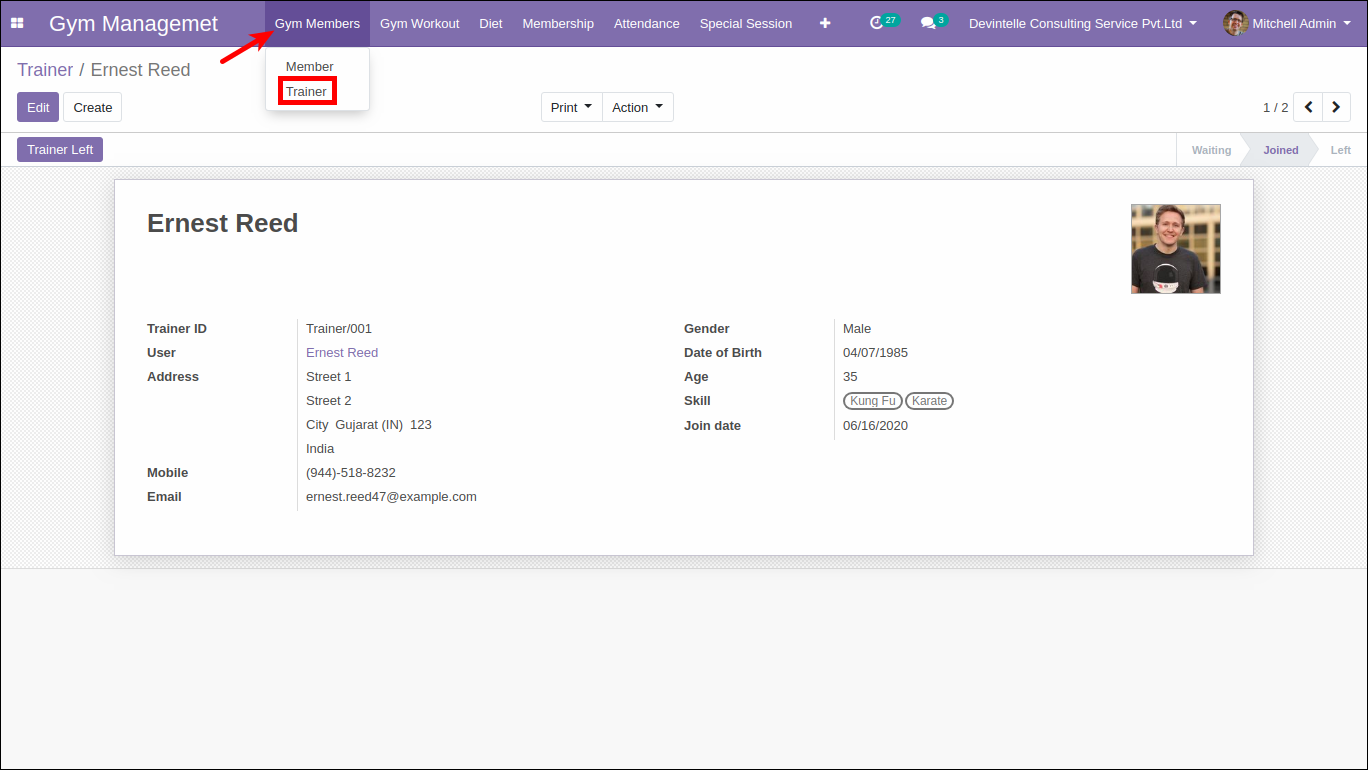 Gym Managemet Gym Members Gym Workout Diet Membership Attendance Special Session 27 3 Devintelle Consulting Service Pvt.Ltd Mitchell Admin
Member
Trainer
Trainer / Ernest Reed
Edit Create Print Action 1 / 2
Trainer Left Waiting Joined Left
Ernest Reed
Trainer ID Trainer/001
User Ernest Reed
Address Street 1
Street 2
City Gujarat (IN) 123
India
Mobile (944)-518-8232
Email ernest.reed47@example.com
Gender Male
Date of Birth 04/07/1985
Age 35
Skill Kung Fu Karate
Join date 06/16/2020